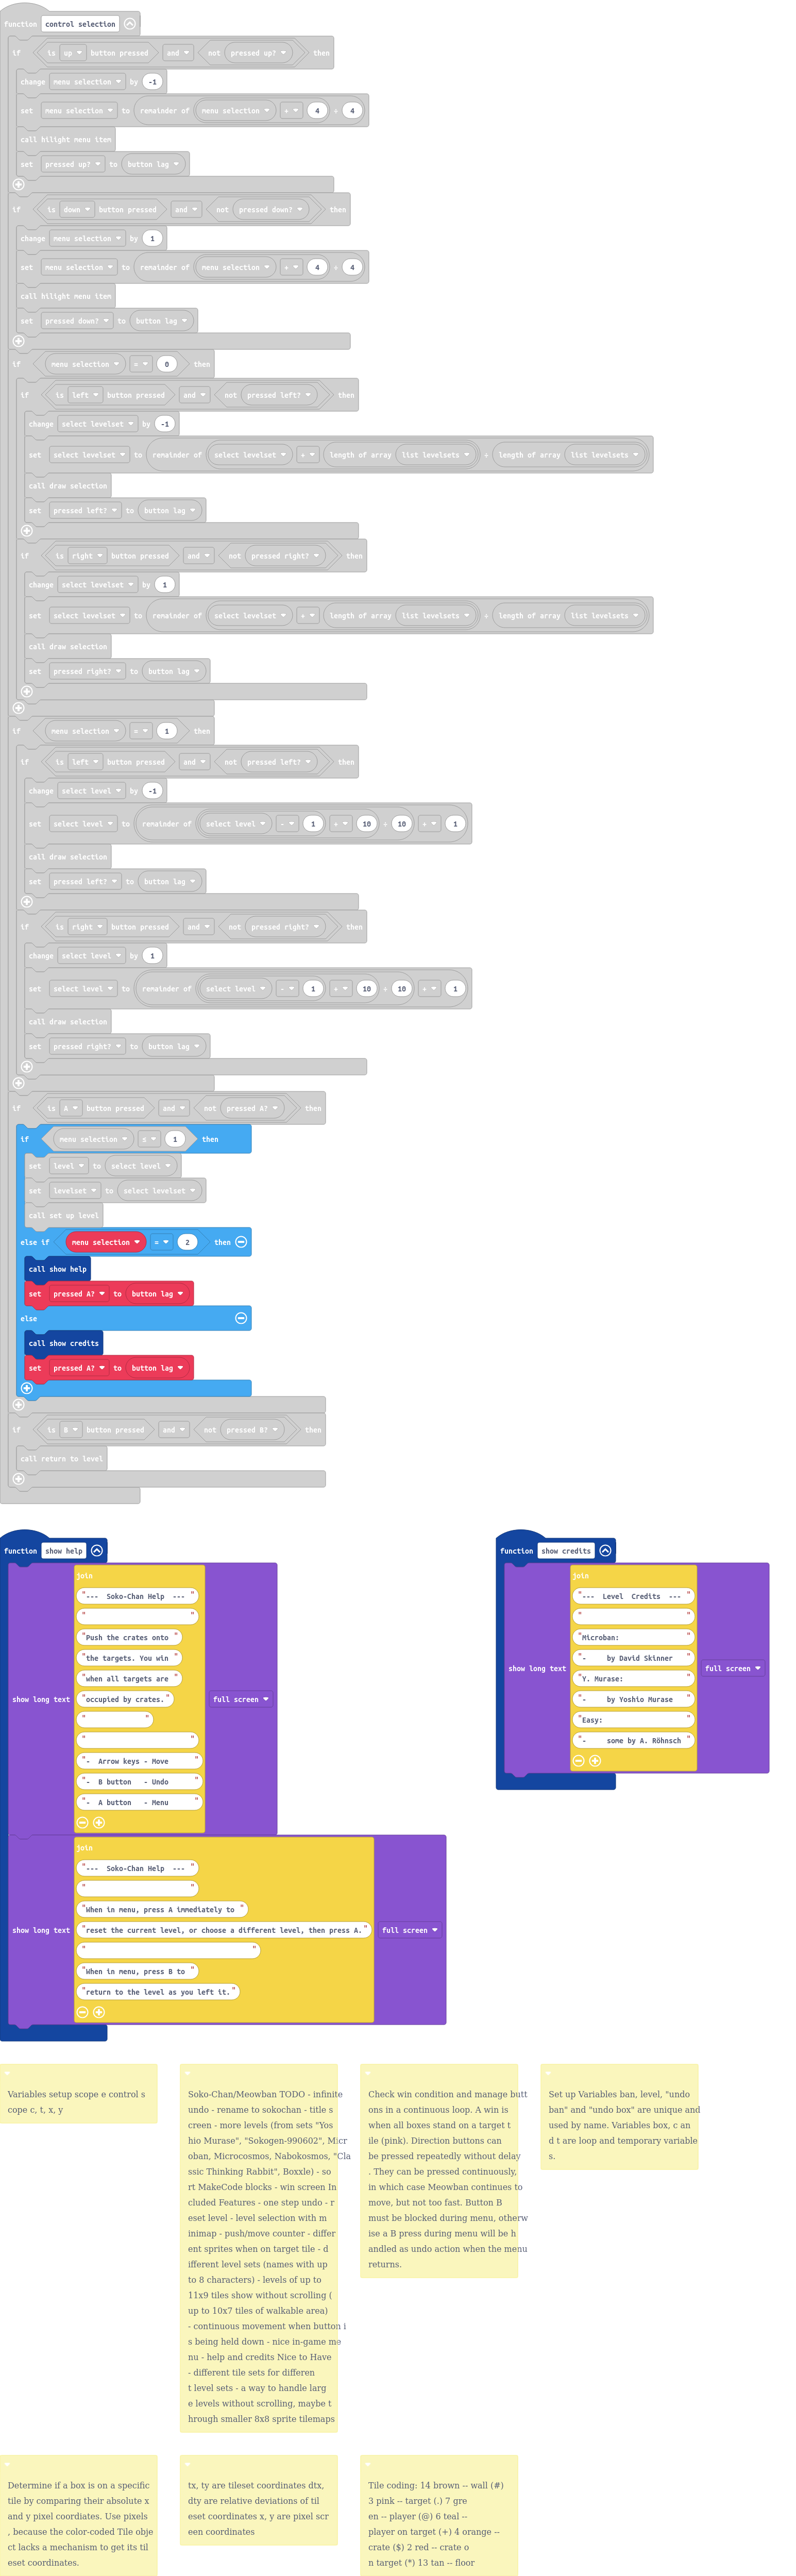 function control selection
if is up button pressed and not pressed up? then
change menu selection by -1
set menu selection to remainder of menu selection + 4 ÷ 4
call hilight menu item
set pressed up? to button lag
if is down button pressed and not pressed down? then
change menu selection by 1
set menu selection to remainder of menu selection + 4 ÷ 4
call hilight menu item
set pressed down? to button lag
if menu selection = 0 then
if is left button pressed and not pressed left? then
change select levelset by -1
set select levelset to remainder of select levelset + length of array list levelsets ÷ length of array list levelsets
call draw selection
set pressed left? to button lag
if is right button pressed and not pressed right? then
change select levelset by 1
set select levelset to remainder of select levelset + length of array list levelsets ÷ length of array list levelsets
call draw selection
set pressed right? to button lag
if menu selection = 1 then
if is left button pressed and not pressed left? then
change select level by -1
set select level to remainder of select level - 1 + 10 ÷ 10 + 1
call draw selection
set pressed left? to button lag
if is right button pressed and not pressed right? then
change select level by 1
set select level to remainder of select level - 1 + 10 ÷ 10 + 1
call draw selection
set pressed right? to button lag
if is A button pressed and not pressed A? then
if menu selection ≤ 1 then
set level to select level
set levelset to select levelset
call set up level
else if menu selection = 2 then
call show help
set pressed A? to button lag
else
call show credits
set pressed A? to button lag
if is B button pressed and not pressed B? then
call return to level
function show help
show long text join full screen
"--- Soko-Chan Help --- "
" "
"Push the crates onto "
"the targets. You win "
"when all targets are "
"occupied by crates."
" "
" "
"- Arrow keys - Move "
"- B button - Undo "
"- A button - Menu "
show long text join full screen
"--- Soko-Chan Help --- "
" "
"When in menu, press A immediately to "
"reset the current level, or choose a different level, then press A."
" "
"When in menu, press B to "
"return to the level as you left it."
function show credits
show long text join full screen
"--- Level Credits --- "
" "
"Microban: "
"- by David Skinner "
"Y. Murase: "
"- by Yoshio Murase "
"Easy: "
"- some by A. Röhnsch "
Variables setup scope e control s
cope c, t, x, y
Soko-Chan/Meowban TODO - infinite
undo - rename to sokochan - title s
creen - more levels (from sets "Yos
hio Murase", "Sokogen-990602", Micr
oban, Microcosmos, Nabokosmos, "Cla
ssic Thinking Rabbit", Boxxle) - so
rt MakeCode blocks - win screen In
cluded Features - one step undo - r
eset level - level selection with m
inimap - push/move counter - differ
ent sprites when on target tile - d
ifferent level sets (names with up
to 8 characters) - levels of up to
11x9 tiles show without scrolling (
up to 10x7 tiles of walkable area)
- continuous movement when button i
s being held down - nice in-game me
nu - help and credits Nice to Have
- different tile sets for differen
t level sets - a way to handle larg
e levels without scrolling, maybe t
hrough smaller 8x8 sprite tilemaps
Check win condition and manage butt
ons in a continuous loop. A win is
when all boxes stand on a target t
ile (pink). Direction buttons can
be pressed repeatedly without delay
. They can be pressed continuously,
in which case Meowban continues to
move, but not too fast. Button B
must be blocked during menu, otherw
ise a B press during menu will be h
andled as undo action when the menu
returns.
Set up Variables ban, level, "undo
ban" and "undo box" are unique and
used by name. Variables box, c an
d t are loop and temporary variable
s.
Determine if a box is on a specific
tile by comparing their absolute x
and y pixel coordiates. Use pixels
, because the color-coded Tile obje
ct lacks a mechanism to get its til
eset coordinates.
tx, ty are tileset coordinates dtx,
dty are relative deviations of til
eset coordinates x, y are pixel scr
een coordinates
Tile coding: 14 brown -- wall (#)
3 pink -- target (.) 7 gre
en -- player (@) 6 teal --
player on target (+) 4 orange --
crate ($) 2 red -- crate o
n target (*) 13 tan -- floor